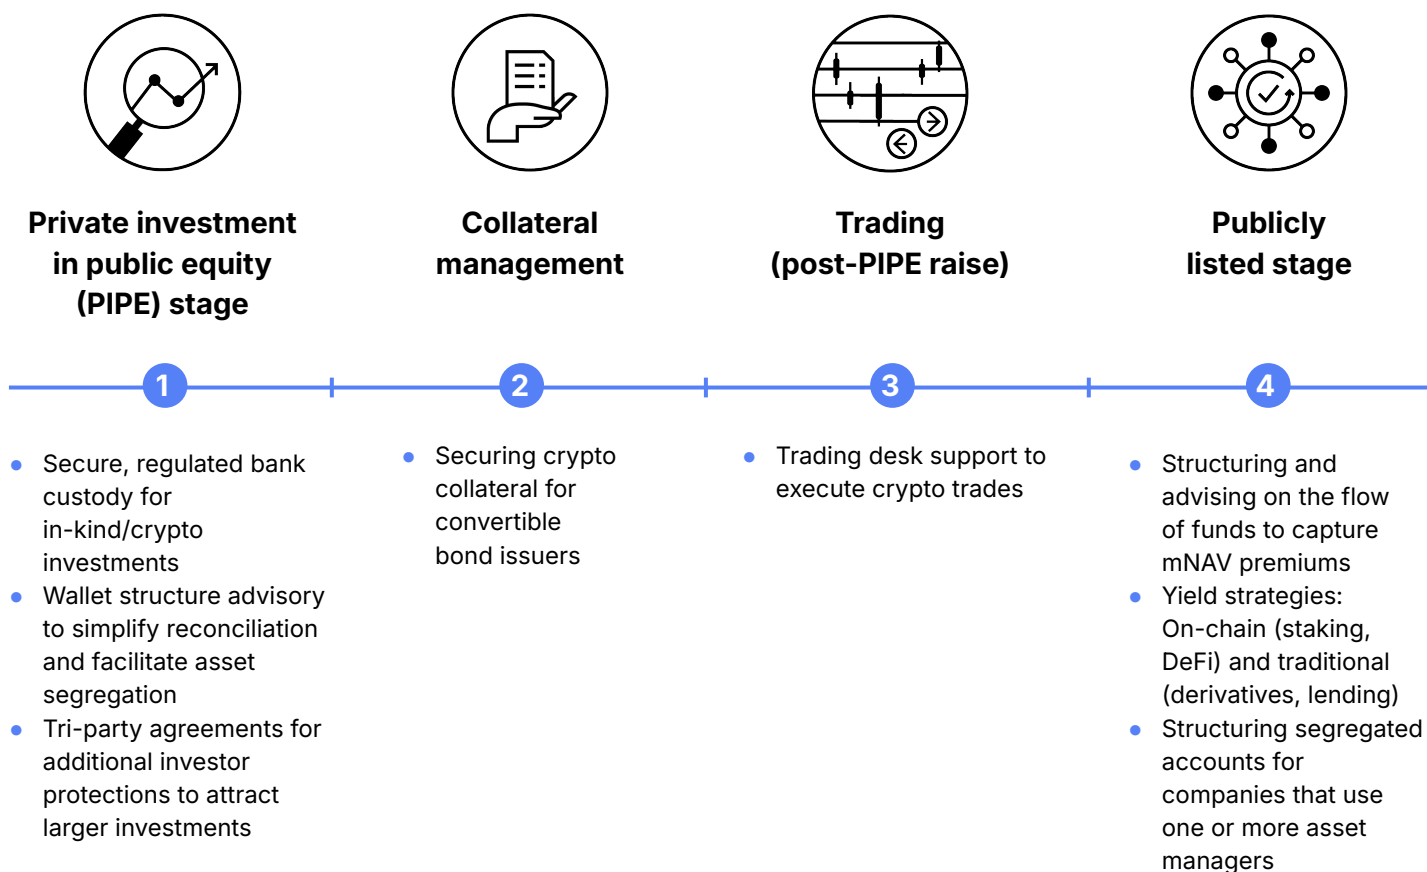 Private investment
in public equity
(PIPE) stage
Collateral
management
Trading
(post-PIPE raise)
Publicly
listed stage
1
2
3
4
• Secure, regulated bank
custody for
in-kind/crypto
investments
• Wallet structure advisory
to simplify reconciliation
and facilitate asset
segregation
• Tri-party agreements for
additional investor
protections to attract
larger investments
• Securing crypto
collateral for
convertible
bond issuers
• Trading desk support to
execute crypto trades
• Structuring and
advising on the flow
of funds to capture
mNAV premiums
• Yield strategies:
On-chain (staking,
DeFi) and traditional
(derivatives, lending)
• Structuring segregated
accounts for
companies that use
one or more asset
managers